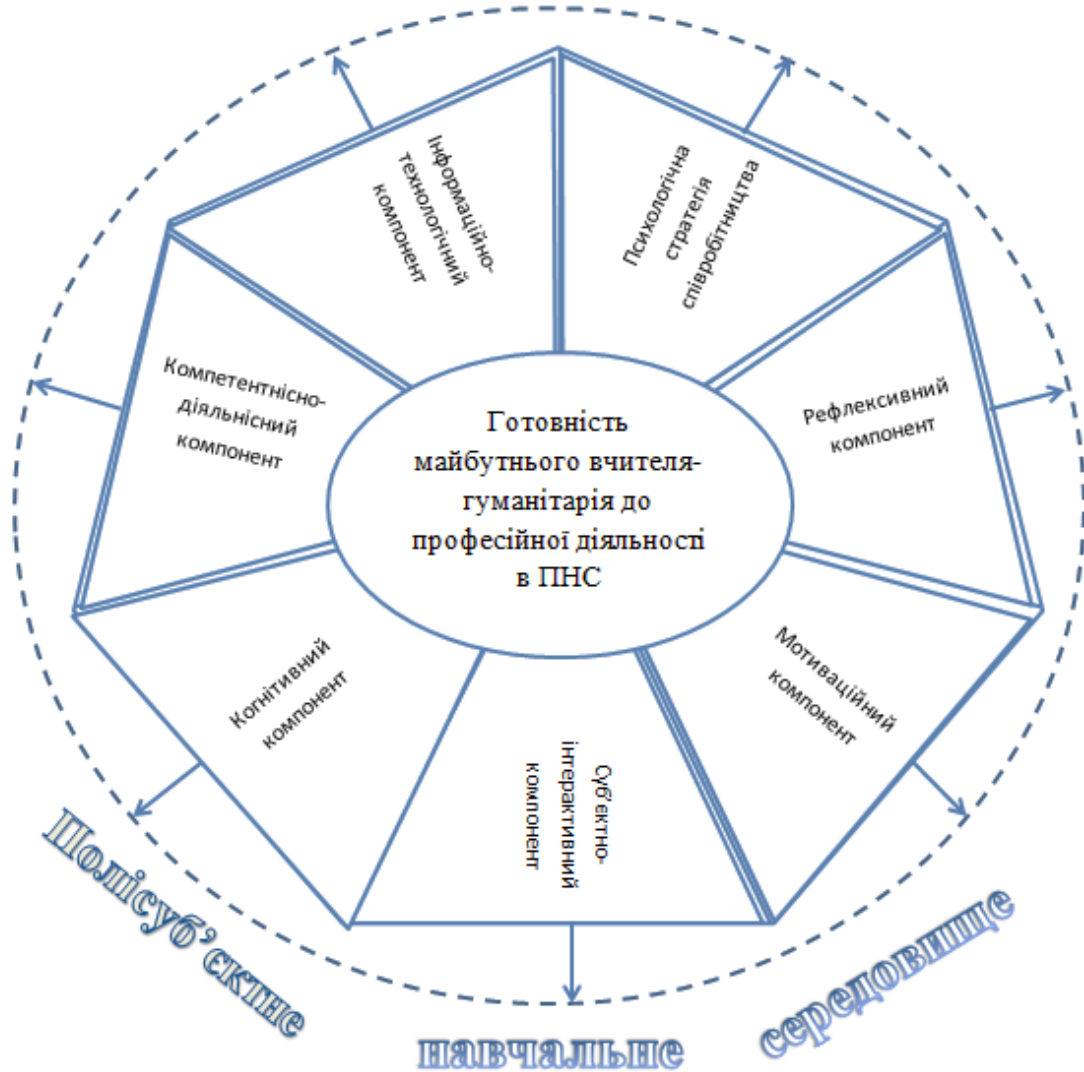 Інформаційно-
технологічний
компонент
Психологічна
стратегія
співробітництва
Компетентнісно-
діяльнісний
компонент
Готовність
майбутнього вчителя-
гуманітарія до
професійної діяльності
в ПНС
Рефлексивний
компонент
Когнітивний
компонент
Суб’єктно-
інтерактивний
компонент
Мотиваційний
компонент
Полісуб’єктне
навчальне
середовище